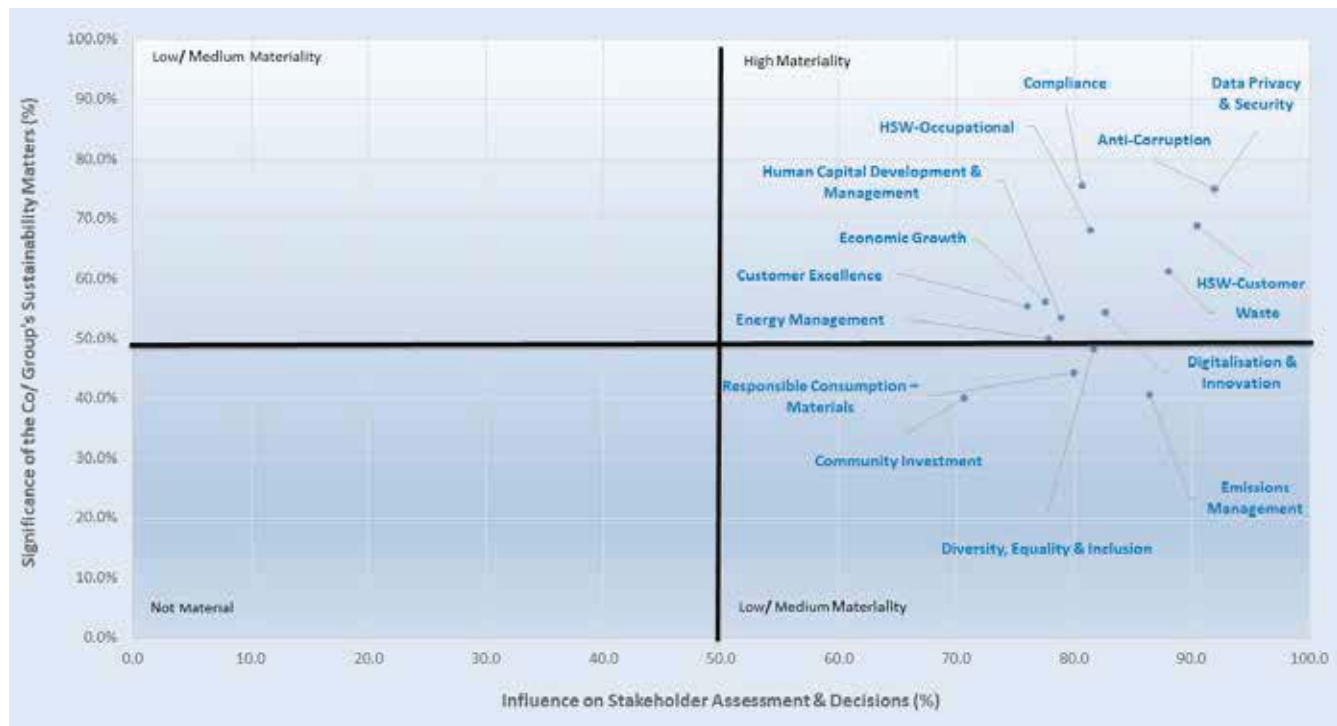 Significance of the Co/ Group's Sustainability Matters (%)
100.0%
90.0%
80.0%
70.0%
60.0%
50.0%
40.0%
30.0%
20.0%
10.0%
0.0%
Low/ Medium Materiality
High Materiality
Compliance
Data Privacy
& Security
HSW-Occupational
Anti-Corruption
Human Capital Development &
Management
Economic Growth
Customer Excellence
HSW-Customer
Energy Management
Waste
Digitalisation &
Innovation
Responsible Consumption –
Materials
Community Investment
Emissions
Management
Diversity, Equality & Inclusion
Not Material
Low/ Medium Materiality
0.0
10.0
20.0
30.0
40.0
50.0
60.0
70.0
80.0
90.0
100.0
Influence on Stakeholder Assessment & Decisions (%)